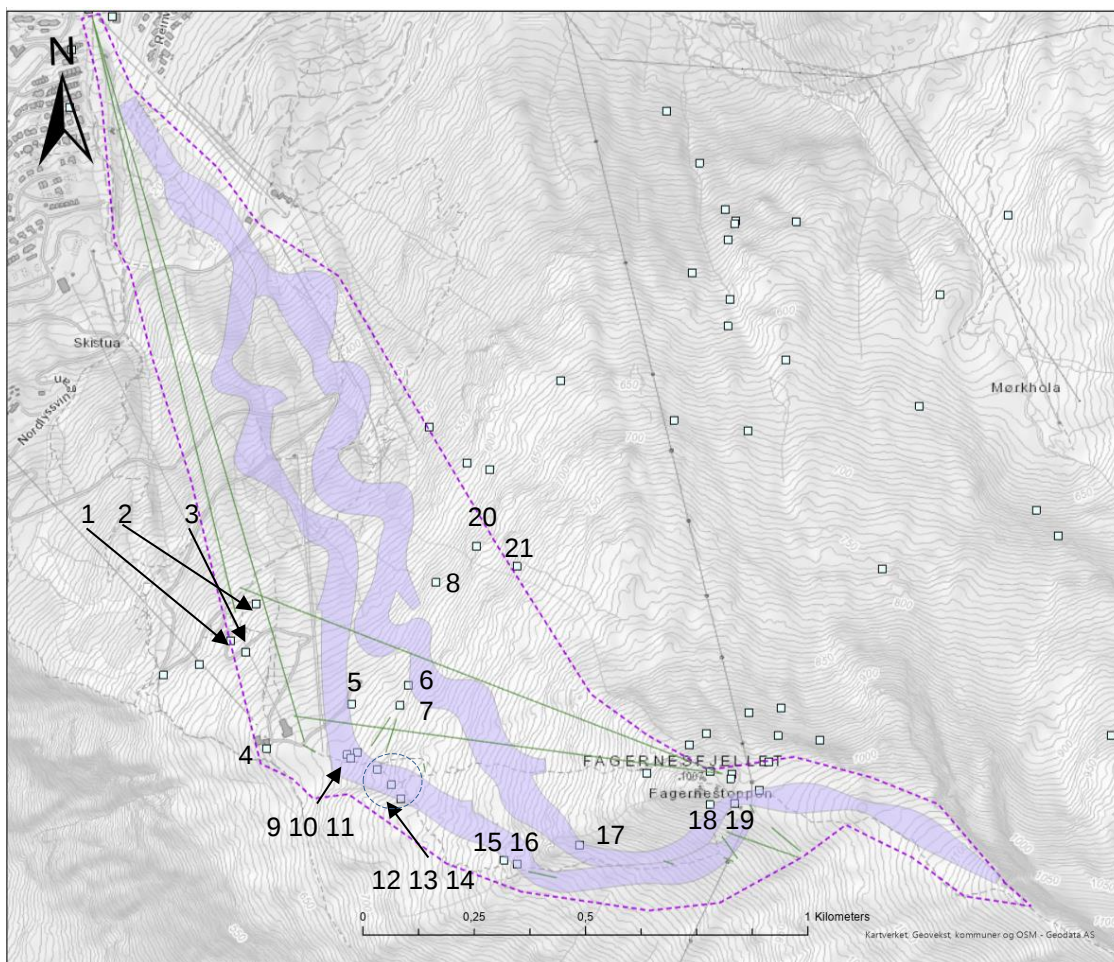 N
Skistua
Mørkhola
650
700
1 2 3
20
21
8
5
6
7
4
FAGERNESFJELLET
Fagernestoppen
9 10 11
12 13 14
15 16
17
18 19
0 0,25 0,5 1 Kilometers
Kartverket, Geovekst, kommuner og OSM - Geodata AS